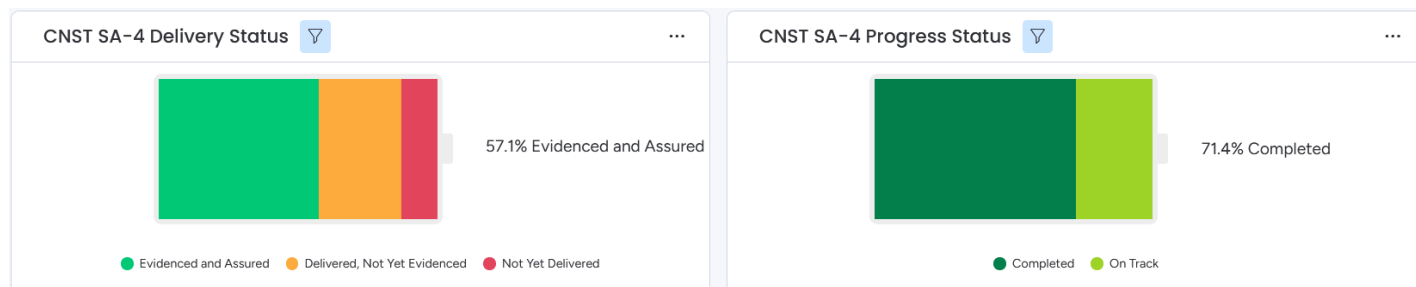 CNST SA-4 Delivery Status
57.1% Evidenced and Assured
Evidenced and Assured
Delivered, Not Yet Evidenced
Not Yet Delivered
CNST SA-4 Progress Status
71.4% Completed
Completed
On Track